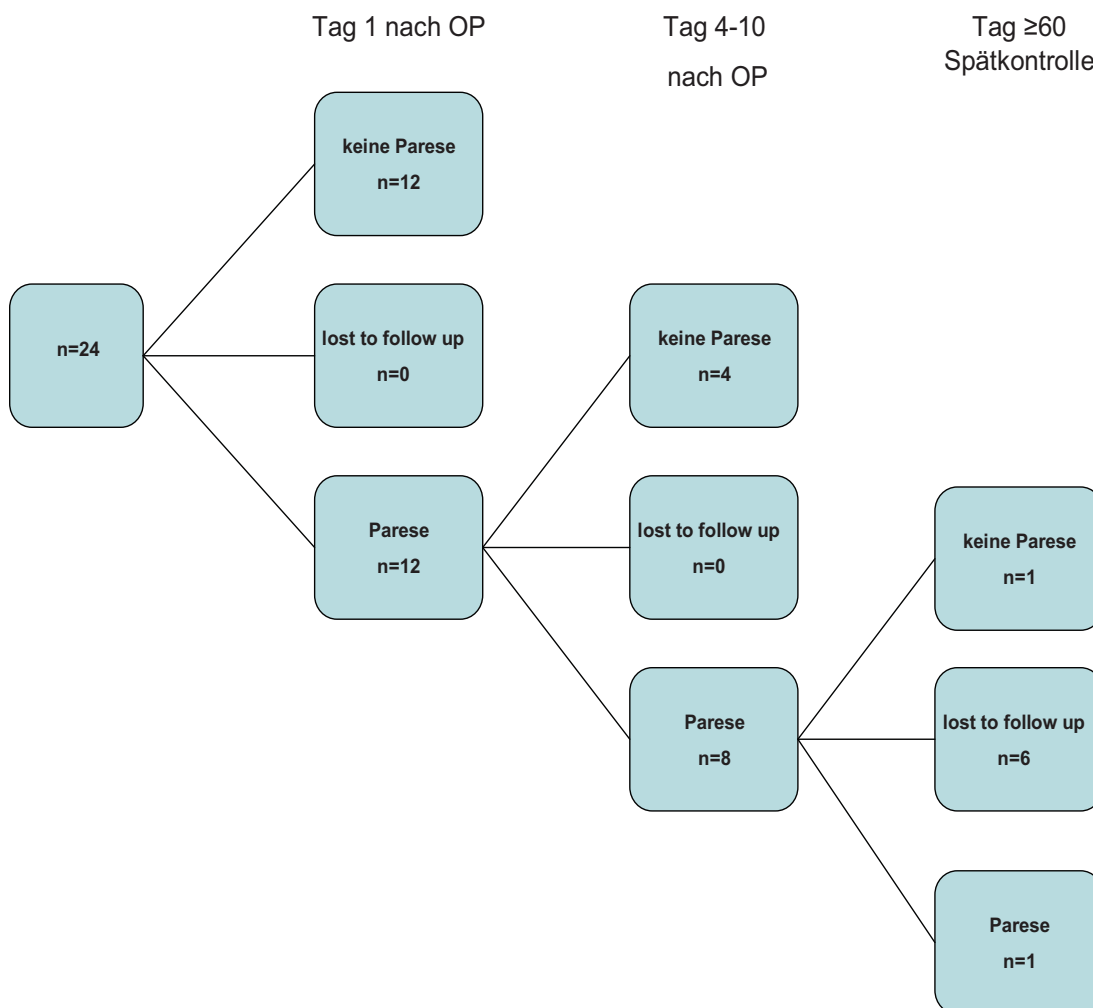 Tag 1 nach OP
Tag 4-10
nach OP
Tag ≥60
Spätkontrolle
keine Parese
n=12
n=24
lost to follow up
n=0
Parese
n=12
keine Parese
n=4
lost to follow up
n=0
Parese
n=8
keine Parese
n=1
lost to follow up
n=6
Parese
n=1